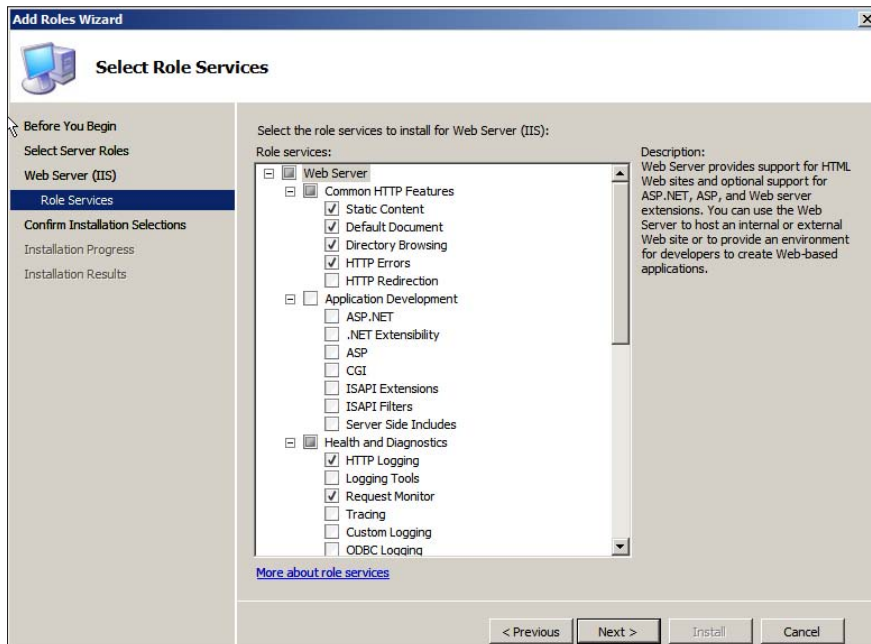 Add Roles Wizard
Select Role Services
Before You Begin
Select Server Roles
Web Server (IIS)
Role Services
Confirm Installation Selections
Installation Progress
Installation Results
Select the role services to install for Web Server (IIS):
Role services:
Web Server
Common HTTP Features
Static Content
Default Document
Directory Browsing
HTTP Errors
HTTP Redirection
Application Development
ASP.NET
.NET Extensibility
ASP
CGI
ISAPI Extensions
ISAPI Filters
Server Side Includes
Health and Diagnostics
HTTP Logging
Logging Tools
Request Monitor
Tracing
Custom Logging
ODBC Logging
More about role services
Description:
Web Server provides support for HTML
Web sites and optional support for
ASP.NET, ASP, and Web server
extensions. You can use the Web
Server to host an internal or external
Web site or to provide an environment
for developers to create Web-based
applications.
< Previous
Next >
Install
Cancel